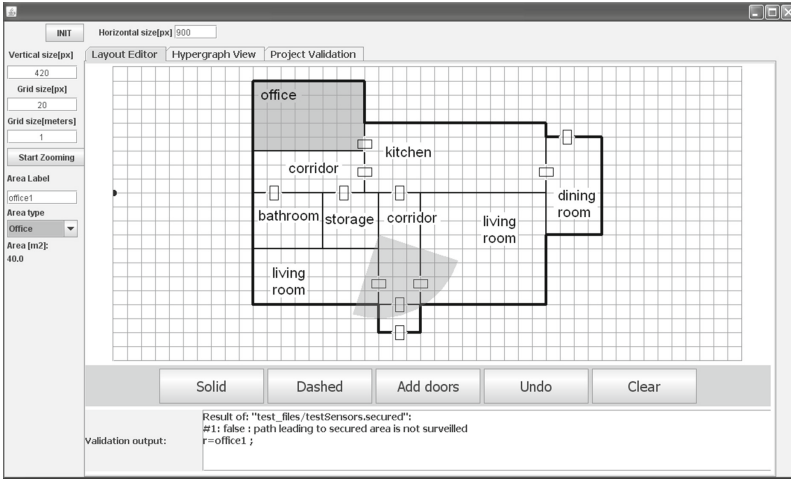 INIT
Horizontal size[px] 900
Vertical size[px]
420
Grid size[px]
20
Grid size[meters]
1
Start Zooming
Area Label
office1
Area type
Office
Area [m2]:
40.0
Layout Editor Hypergraph View Project Validation
office
kitchen
corridor
dining
room
bathroom storage corridor
living
room
living
room
Solid Dashed Add doors Undo Clear
Validation output:
Result of: "test_files/testSensors.secured":
#1: false : path leading to secured area is not surveilled
r=office1 ;